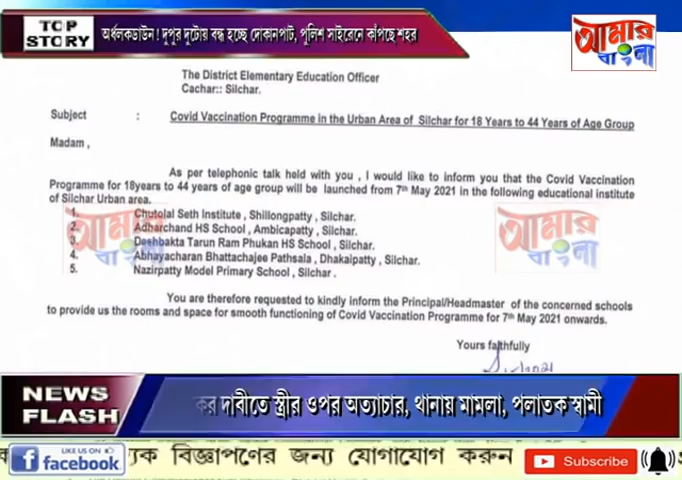 TOP
STORY
অর্ধলকডাউন! দুপুর দুটোয় বন্ধ হচ্ছে দোকানপাট, পুলিশ সাইরেনে কাঁপছে শহর
আমার
বাংলা
The District Elementary Education Officer
Cachar:: Silchar.
Subject : Covid Vaccination Programme in the Urban Area of Silchar for 18 Years to 44 Years of Age Group
Madam ,
As per telephonic talk held with you , I would like to inform you that the Covid Vaccination
Programme for 18years to 44 years of age group will be launched from 7th May 2021 in the following educational institute
of Silchar Urban area.
1. Chutolal Seth Institute , Shillongpatty , Silchar.
2. Adharchand HS School , Ambicapatty , Silchar.
3. Deshbakta Tarun Ram Phukan HS School , Silchar.
4. Abhayacharan Bhattachajee Pathsala , Dhakaipatty , Silchar.
5. Nazirpatty Model Primary School , Silchar .
আমার
বাংলা
আমার
বাংলা
You are therefore requested to kindly inform the Principal/Headmaster of the concerned schools
to provide us the rooms and space for smooth functioning of Covid Vaccination Programme for 7th May 2021 onwards.
Yours faithfully
NEWS
FLASH
কর দাবীতে স্ত্রীর ওপর অত্যাচার, থানায় মামলা, পলাতক স্বামী
LIKE US ON
facebook
্যক বিজ্ঞাপণের জন্য যোগাযোগ করুন
Subscribe